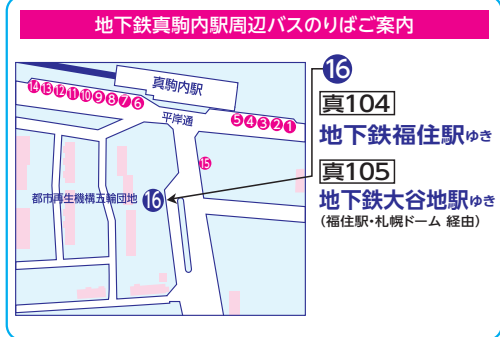 地下鉄真駒内駅周辺バスのりばご案内
真駒内駅
⑭⑬⑫⑪⑩⑨⑧⑦⑥
平岸通
⑤④③②①
⑮
都市再生機構五輪団地
⑯
⑯
真104
地下鉄福住駅ゆき
真105
地下鉄大谷地駅ゆき
(福住駅・札幌ドーム 経由)